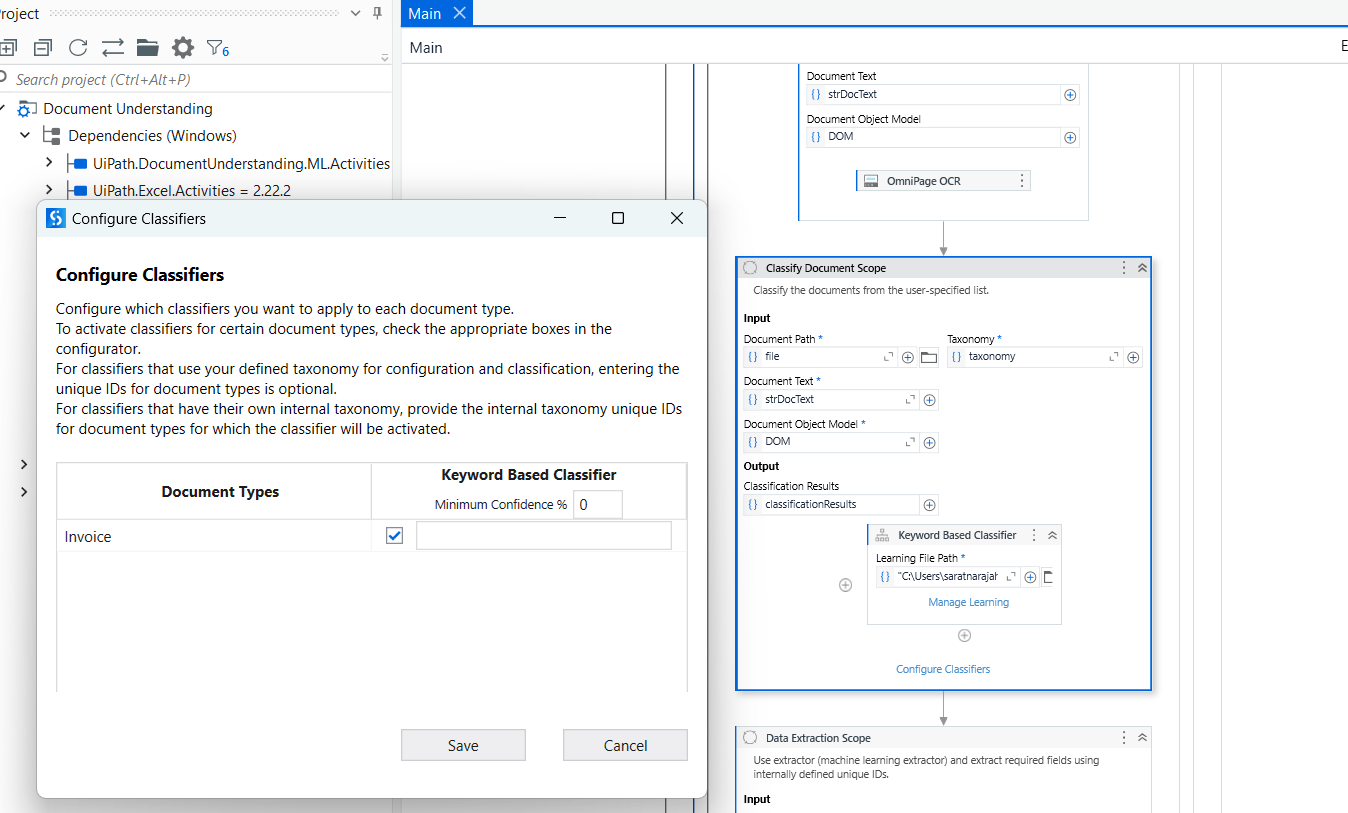 roject
Main
Main
E
6
Search project (Ctrl+Alt+P)
Document Understanding
Dependencies (Windows)
UiPath.DocumentUnderstanding.ML.Activities
UiPath.Excel.Activities = 2.22.2
Configure Classifiers
Configure Classifiers
Configure which classifiers you want to apply to each document type.
To activate classifiers for certain document types, check the appropriate boxes in the
configurator.
For classifiers that use your defined taxonomy for configuration and classification, entering the
unique IDs for document types is optional.
For classifiers that have their own internal taxonomy, provide the internal taxonomy unique IDs
for document types for which the classifier will be activated.
Document Types
Keyword Based Classifier
Minimum Confidence % 0
Invoice
Save
Cancel
Document Text
{} strDocText
Document Object Model
{} DOM
OmniPage OCR
Classify Document Scope
Classify the documents from the user-specified list.
Input
Document Path *
Taxonomy *
{} file
{} taxonomy
Document Text *
{} strDocText
Document Object Model *
{} DOM
Output
Classification Results
{} classificationResults
Keyword Based Classifier
Learning File Path *
{} "C:\Users\saratnarajah
Manage Learning
Configure Classifiers
Data Extraction Scope
Use extractor (machine learning extractor) and extract required fields using
internally defined unique IDs.
Input